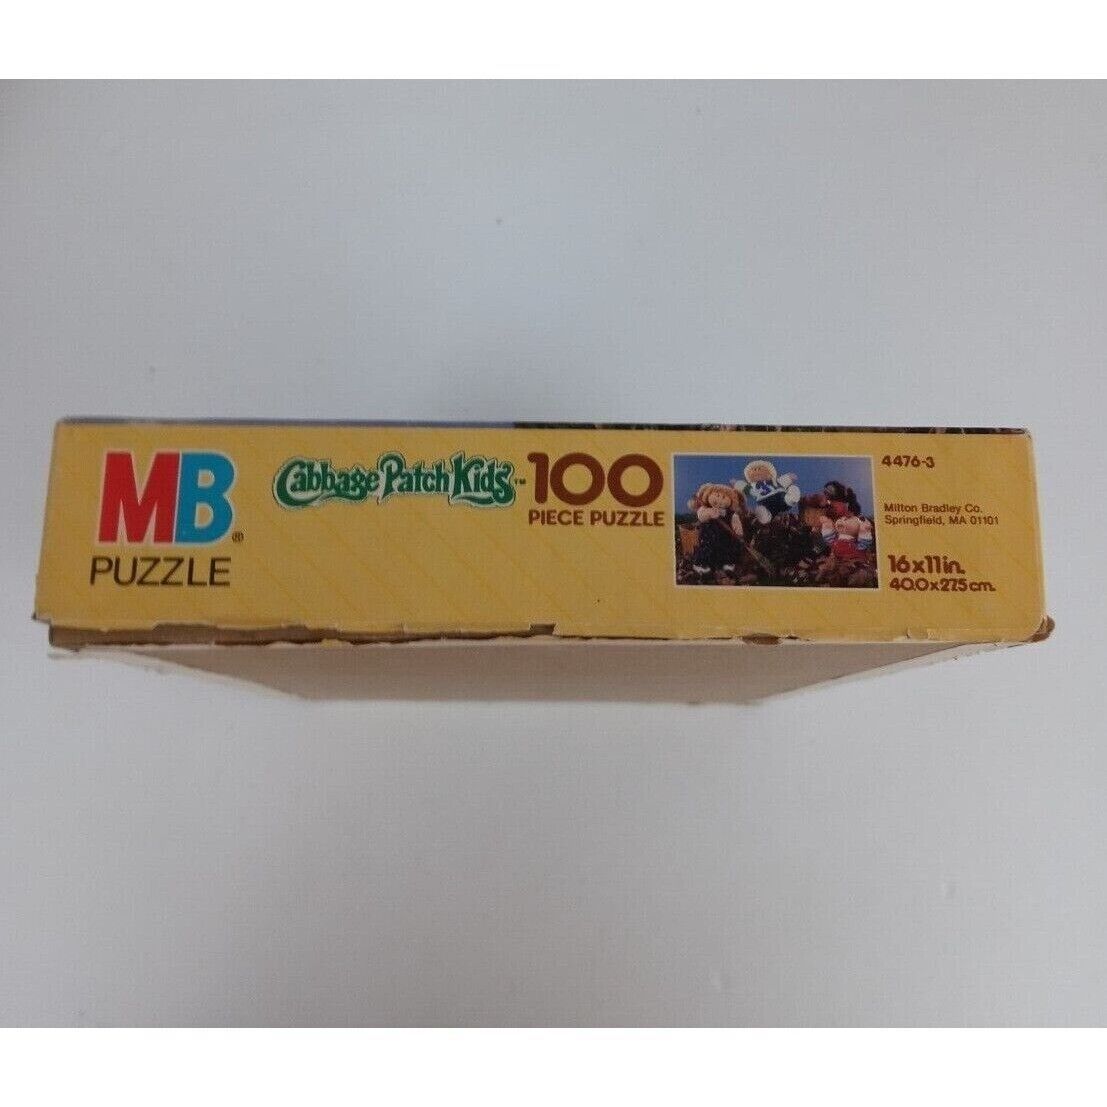 MB®
PUZZLE
Cabbage Patch Kids™
100
PIECE PUZZLE
4476-3
Milton Bradley Co.
Springfield, MA 01101
16x11in.
40.0x27.5cm.